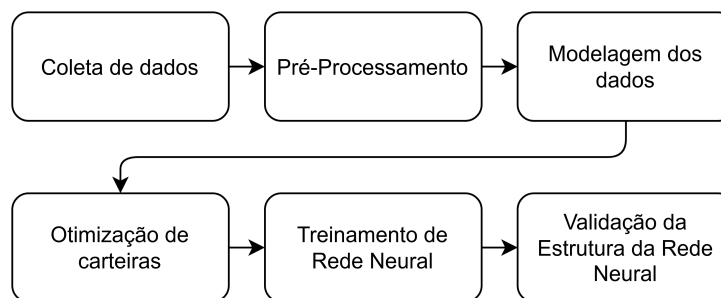 Coleta de dados
Pré-Processamento
Modelagem dos
dados
Otimização de
carteiras
Treinamento de
Rede Neural
Validação da
Estrutura da Rede
Neural